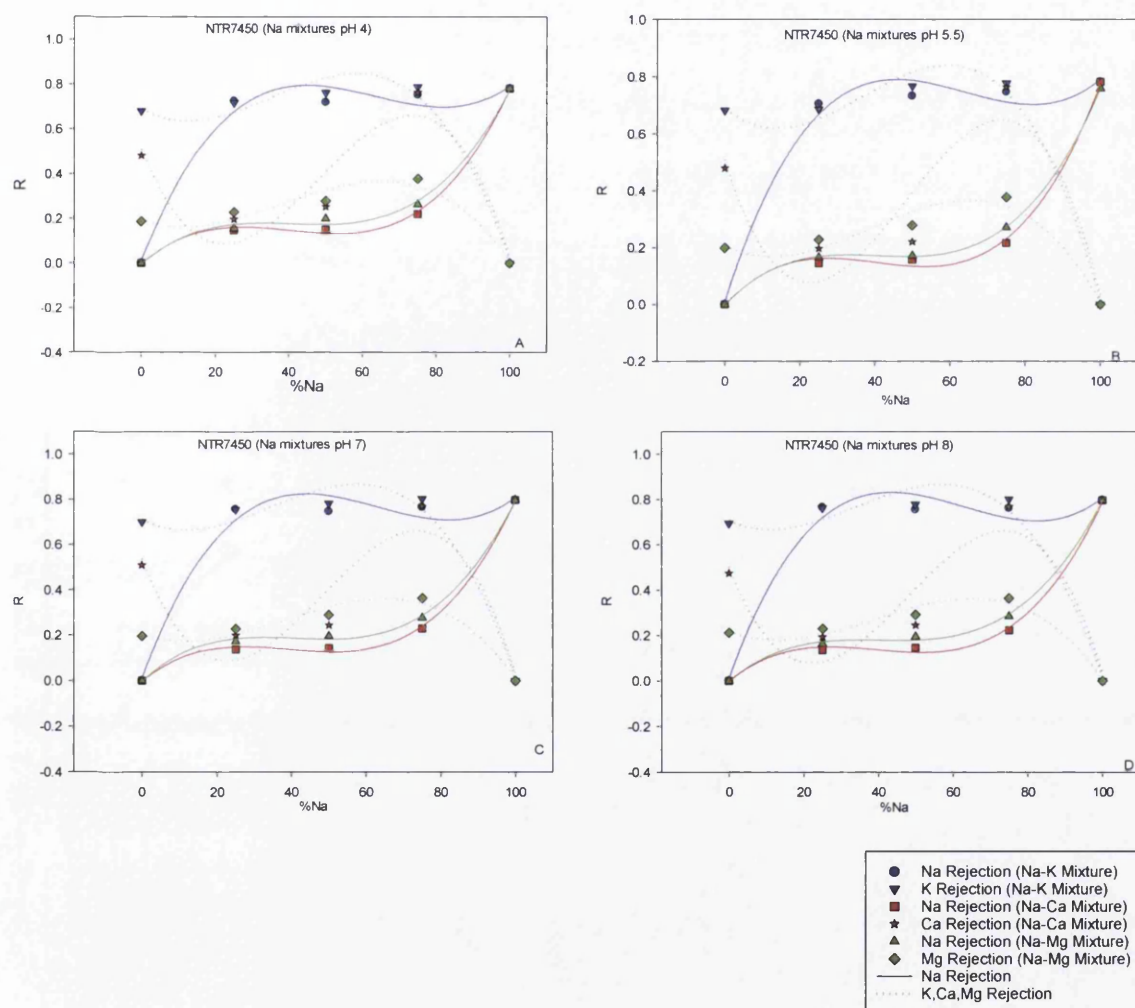 NTR7450 (Na mixtures pH 4)
1.0
0.8
0.6
0.4
0.2
0.0
-0.2
-0.4
R
0 20 40 60 80 100
%Na
A
NTR7450 (Na mixtures pH 5.5)
1.0
0.8
0.6
0.4
0.2
0.0
-0.2
R
0 20 40 60 80 100
%Na
B
NTR7450 (Na mixtures pH 7)
1.0
0.8
0.6
0.4
0.2
0.0
-0.2
-0.4
R
0 20 40 60 80 100
%Na
C
NTR7450 (Na mixtures pH 8)
1.0
0.8
0.6
0.4
0.2
0.0
-0.2
-0.4
R
0 20 40 60 80 100
%Na
D
Na Rejection (Na-K Mixture)
K Rejection (Na-K Mixture)
Na Rejection (Na-Ca Mixture)
Ca Rejection (Na-Ca Mixture)
Na Rejection (Na-Mg Mixture)
Mg Rejection (Na-Mg Mixture)
Na Rejection
K,Ca,Mg Rejection